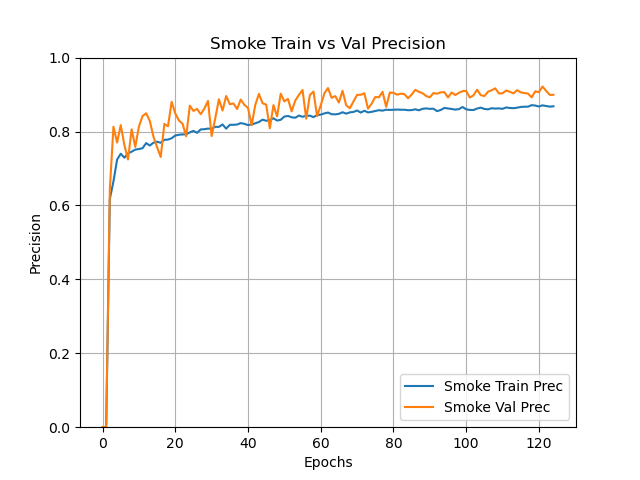 Smoke Train vs Val Precision
Precision
1.0
0.8
0.6
0.4
0.2
0.0
0 20 40 60 80 100 120
Epochs
Smoke Train Prec
Smoke Val Prec